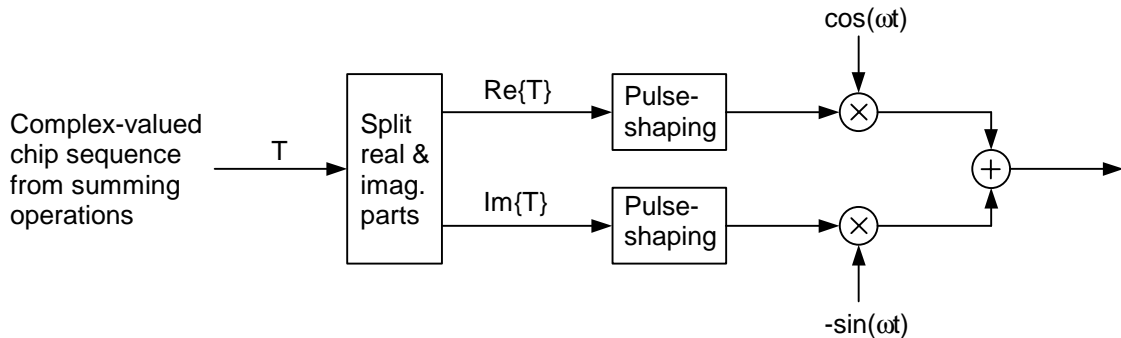 cos(ωt)
Complex-valued
chip sequence
from summing
operations
T
Split
real &
imag.
parts
Re{T}
Pulse-
shaping
Im{T}
Pulse-
shaping
-sin(ωt)